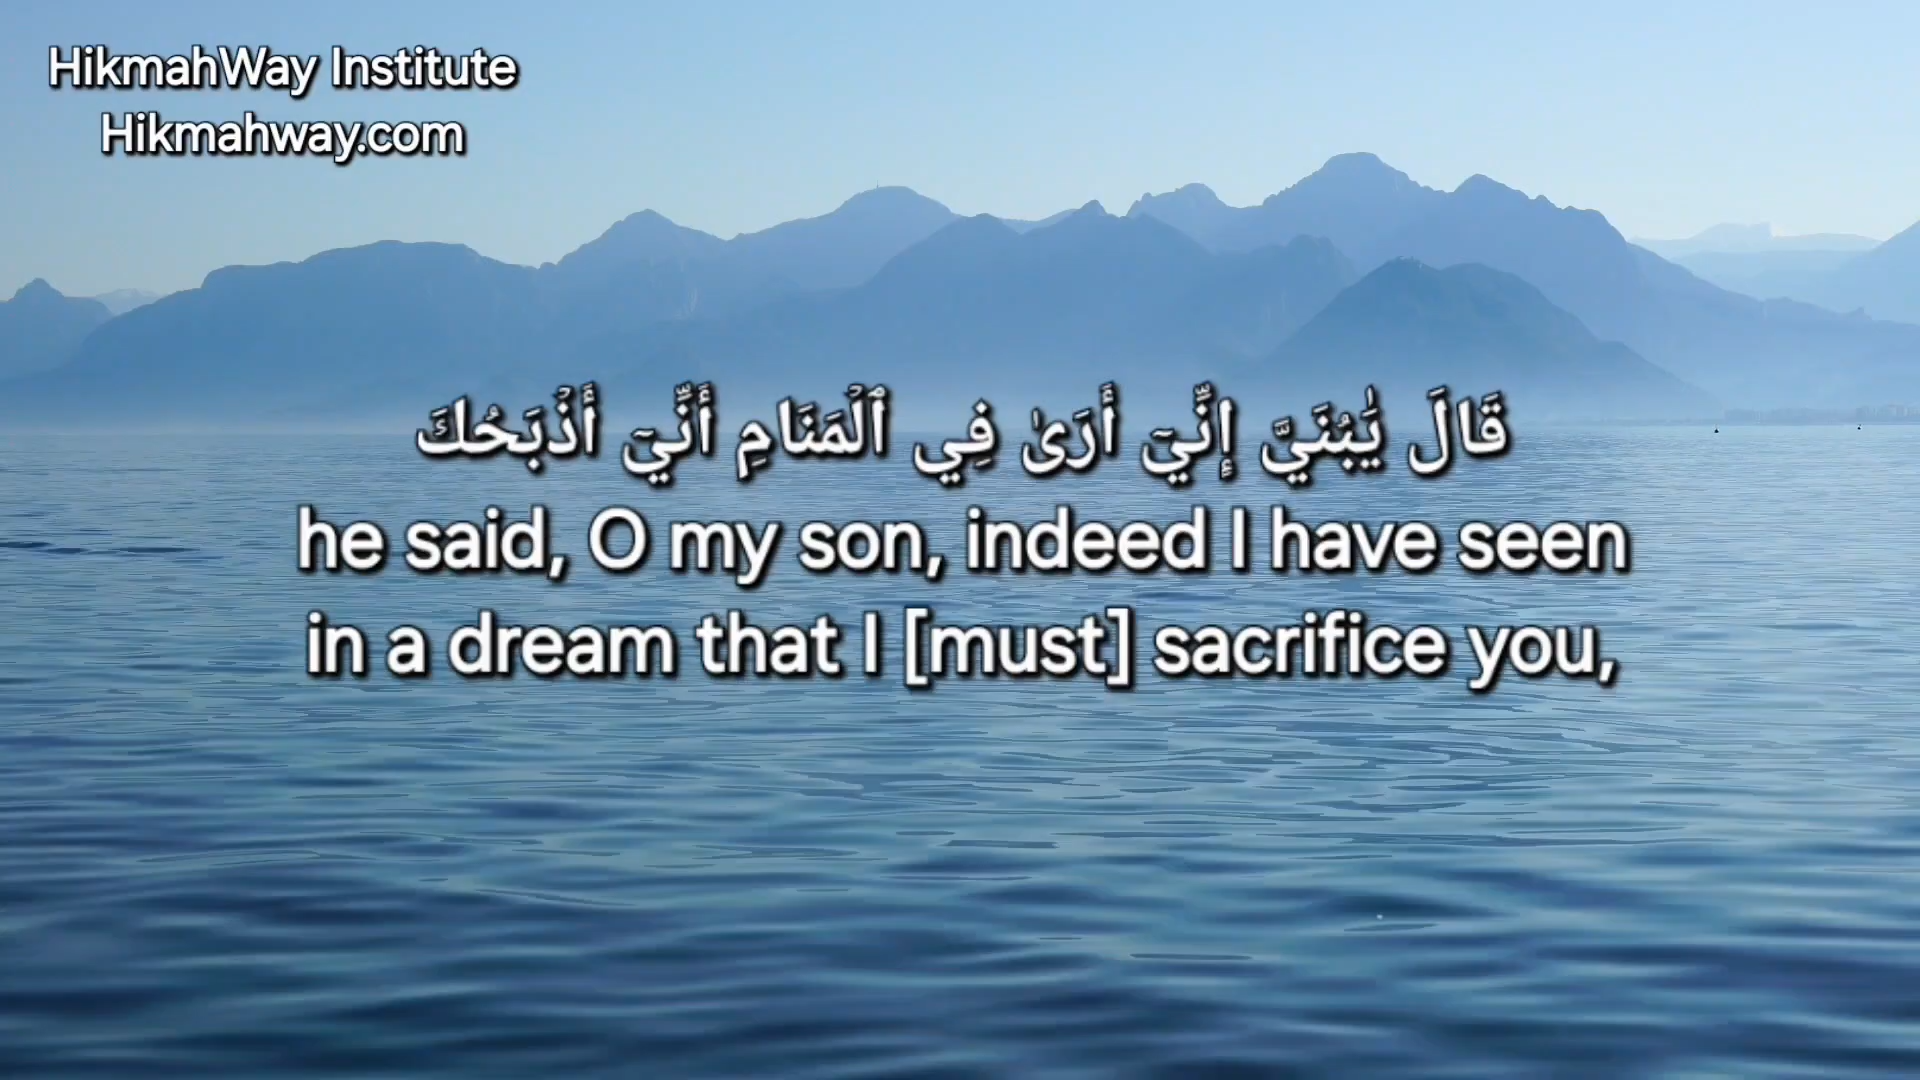 HikmahWay Institute
Hikmahway.com
قَالَ يَٰبُنَيَّ إِنِّيٓ أَرَىٰ فِي ٱلۡمَنَامِ أَنِّيٓ أَذۡبَحُكَ
he said, O my son, indeed I have seen
in a dream that I [must] sacrifice you,